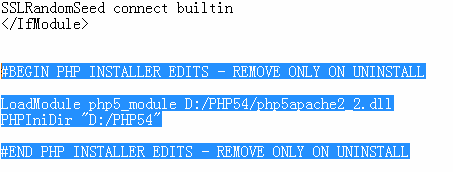 SSLRandomSeed connect builtin
</IfModule>
#BEGIN PHP INSTALLER EDITS - REMOVE ONLY ON UNINSTALL
LoadModule php5_module D:/PHP54/php5apache2_2.dll
PHPIniDir "D:/PHP54"
#END PHP INSTALLER EDITS - REMOVE ONLY ON UNINSTALL